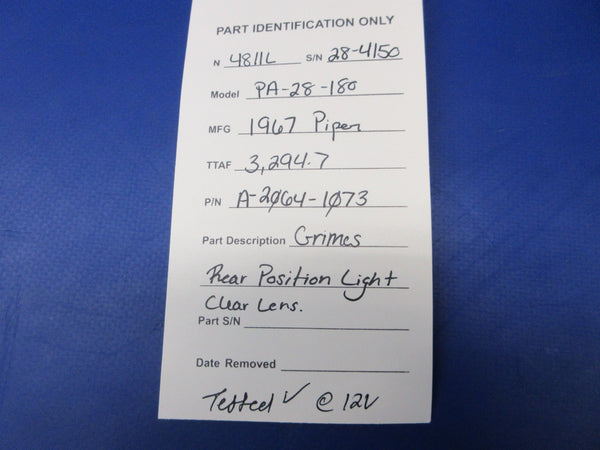 PART IDENTIFICATION ONLY
N 4811L S/N 28-4150
Model PA-28-180
MFG 1967 Piper
TTAF 3,294.7
P/N A-2064-1073
Part Description Grimes
Rear Position Light
Clear Lens.
Part S/N
Date Removed
Tested ✓ @ 12V